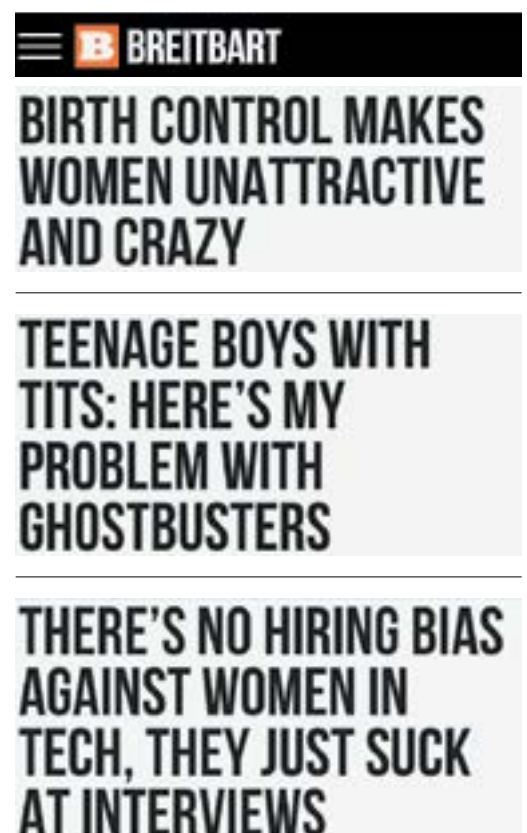 B BREITBART
BIRTH CONTROL MAKES
WOMEN UNATTRACTIVE
AND CRAZY
TEENAGE BOYS WITH
TITS: HERE'S MY
PROBLEM WITH
GHOSTBUSTERS
THERE'S NO HIRING BIAS
AGAINST WOMEN IN
TECH, THEY JUST SUCK
AT INTERVIEWS